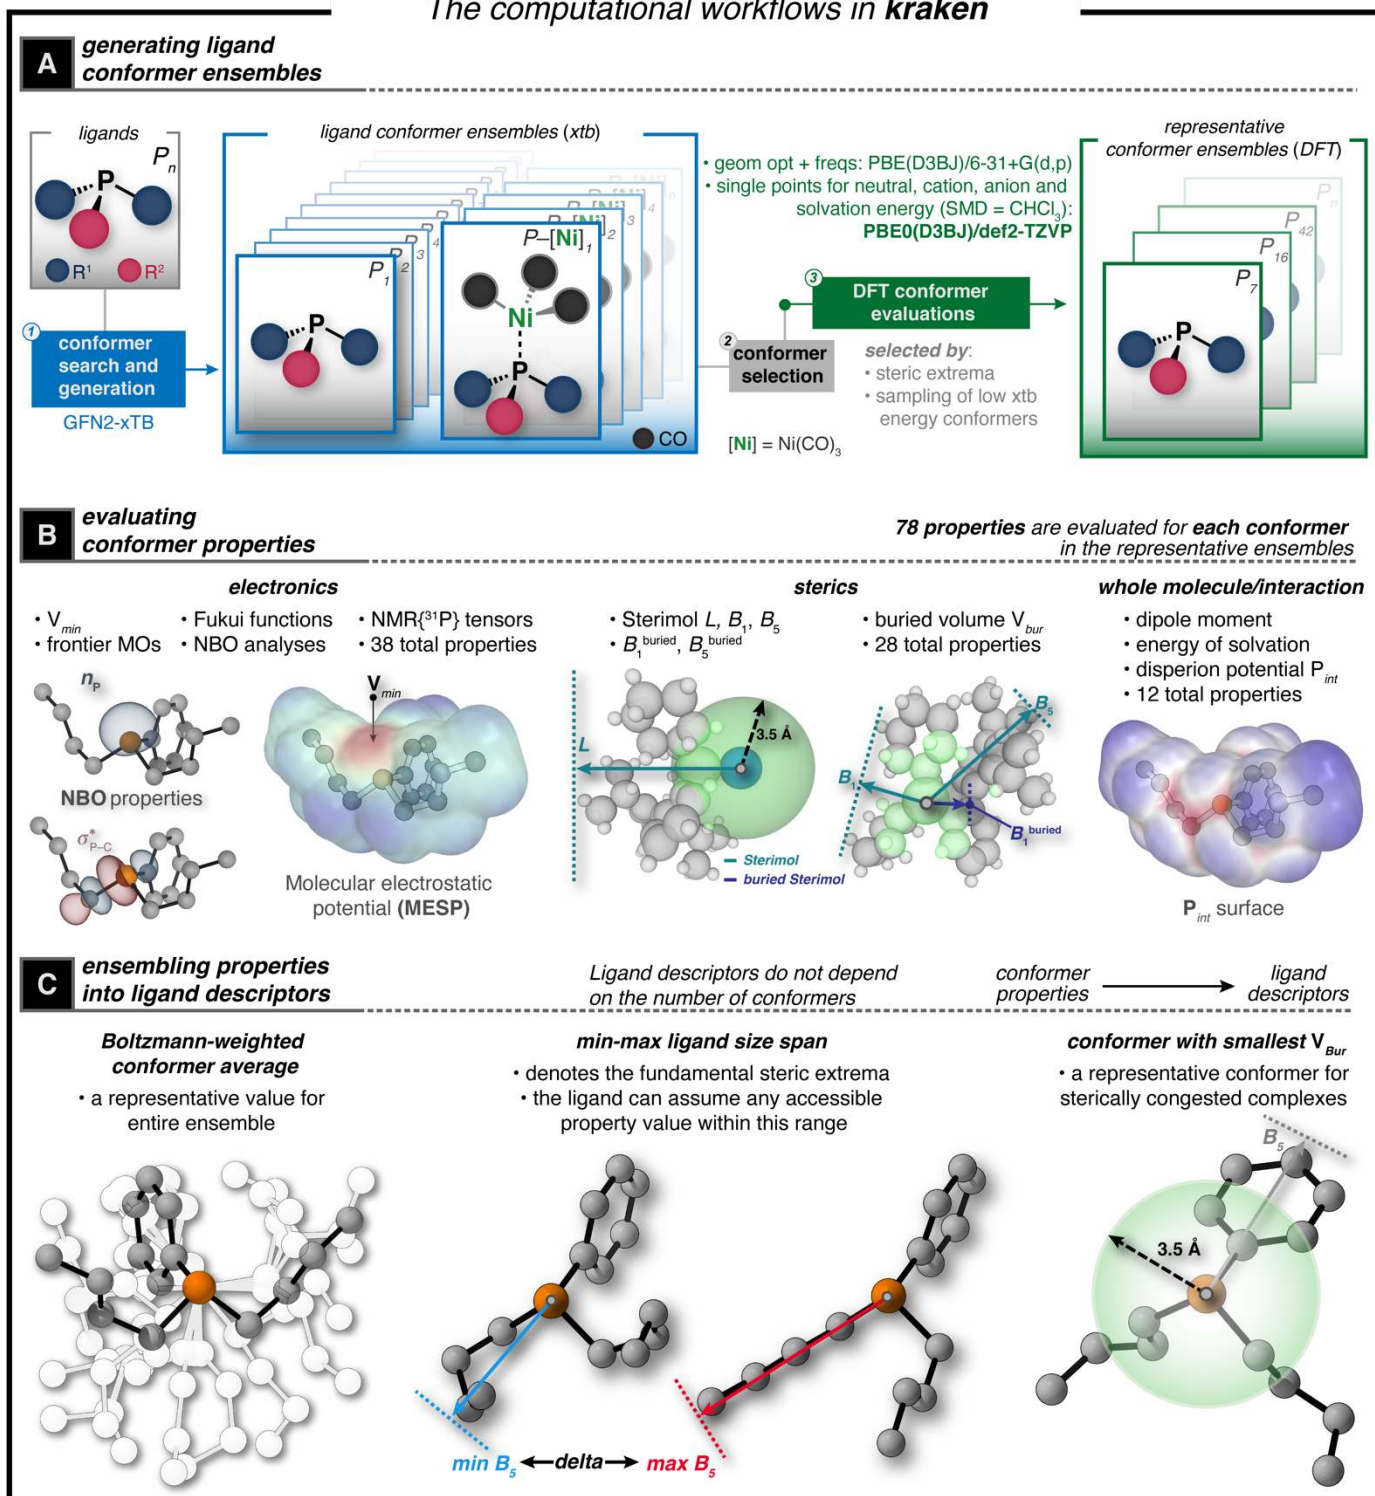 The computational workflows in kraken
A
generating ligand
conformer ensembles
ligands
Pn
P
R1
R2
1
conformer
search and
generation
GFN2-xTB
ligand conformer ensembles (xtb)
4
3
P2
P1
P
Pn
4
3
P–[Ni]2
P–[Ni]1
Ni
P
CO
• geom opt + freqs: PBE(D3BJ)/6-31+G(d,p)
• single points for neutral, cation, anion and
solvation energy (SMD = CHCl3):
PBE0(D3BJ)/def2-TZVP
3
DFT conformer
evaluations
2
conformer
selection
selected by:
• steric extrema
• sampling of low xtb
energy conformers
[Ni] = Ni(CO)3
representative
conformer ensembles (DFT)
Pn
P42
P16
P7
P
B
evaluating
conformer properties
78 properties are evaluated for each conformer
in the representative ensembles
electronics
• Vmin
• frontier MOs
• Fukui functions
• NBO analyses
• NMR{31P} tensors
• 38 total properties
nP
NBO properties
σ*P–C
Vmin
Molecular electrostatic
potential (MESP)
sterics
• Sterimol L, B1, B5
• B1buried, B5buried
• buried volume Vbur
• 28 total properties
L
3.5 Å
B5
B1
B1buried
Sterimol
buried Sterimol
whole molecule/interaction
• dipole moment
• energy of solvation
• disperion potential Pint
• 12 total properties
Pint surface
C
ensembling properties
into ligand descriptors
Ligand descriptors do not depend
on the number of conformers
conformer
properties
ligand
descriptors
Boltzmann-weighted
conformer average
• a representative value for
entire ensemble
min-max ligand size span
• denotes the fundamental steric extrema
• the ligand can assume any accessible
property value within this range
min B5
delta
max B5
conformer with smallest VBur
• a representative conformer for
sterically congested complexes
B5
3.5 Å